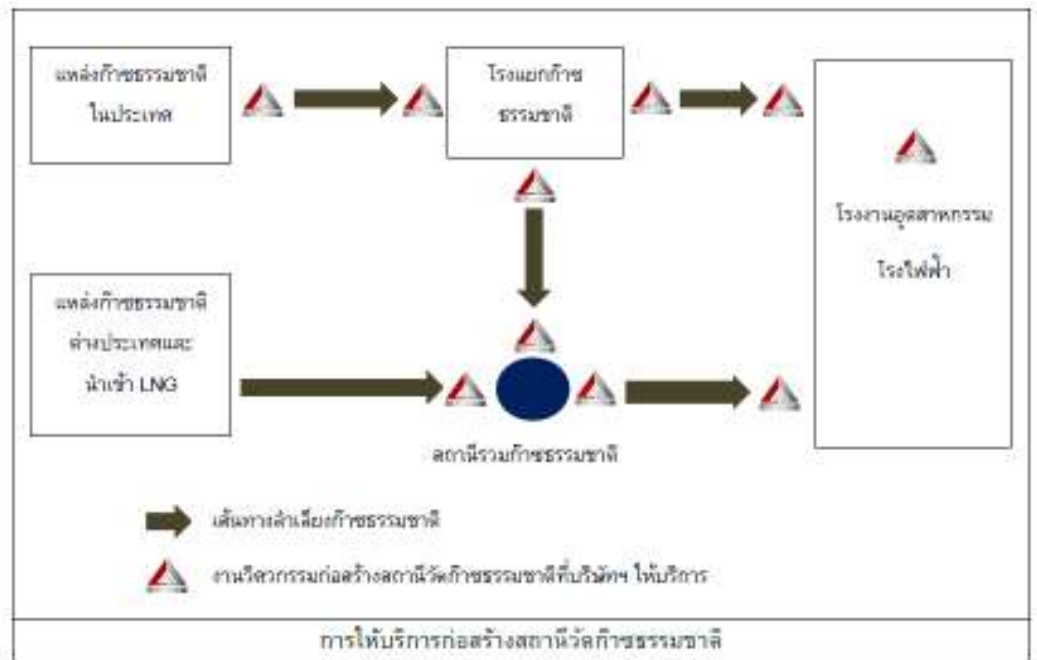 แหล่งก๊าซธรรมชาติ
ในประเทศ
โรงแยกก๊าซ
ธรรมชาติ
โรงงานอุตสาหกรรม
โรงไฟฟ้า
แหล่งก๊าซธรรมชาติ
ต่างประเทศและ
นำเข้า LNG
สถานีรวมก๊าซธรรมชาติ
เส้นทางลำเลียงก๊าซธรรมชาติ
งานวิศวกรรมก่อสร้างสถานีวัดก๊าซธรรมชาติที่บริษัทฯ ให้บริการ
การให้บริการก่อสร้างสถานีวัดก๊าซธรรมชาติ